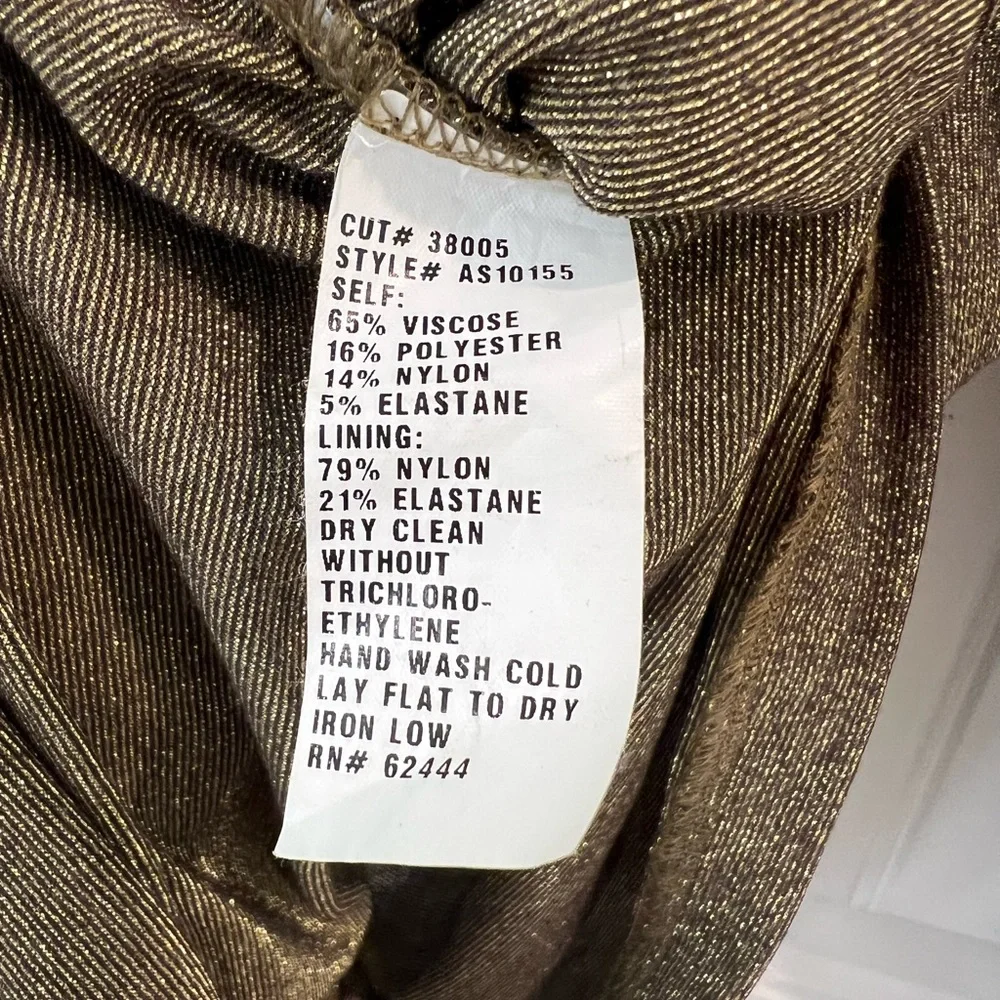 CUT# 38005
STYLE# AS10155
SELF:
65% VISCOSE
16% POLYESTER
14% NYLON
5% ELASTANE
LINING:
79% NYLON
21% ELASTANE
DRY CLEAN
WITHOUT
TRICHLORO-
ETHYLENE
HAND WASH COLD
LAY FLAT TO DRY
IRON LOW
RN# 62444